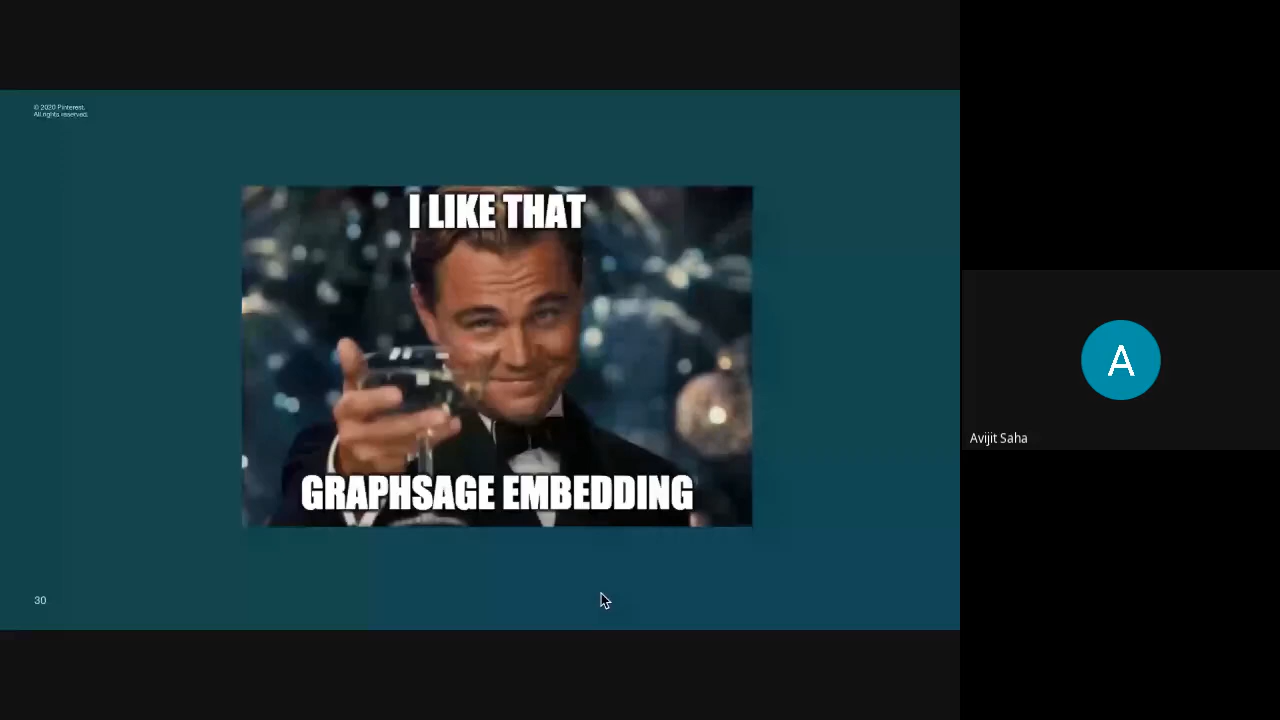 © 2020 Pinterest.
All rights reserved.
I LIKE THAT
GRAPHSAGE EMBEDDING
30
A
Avijit Saha